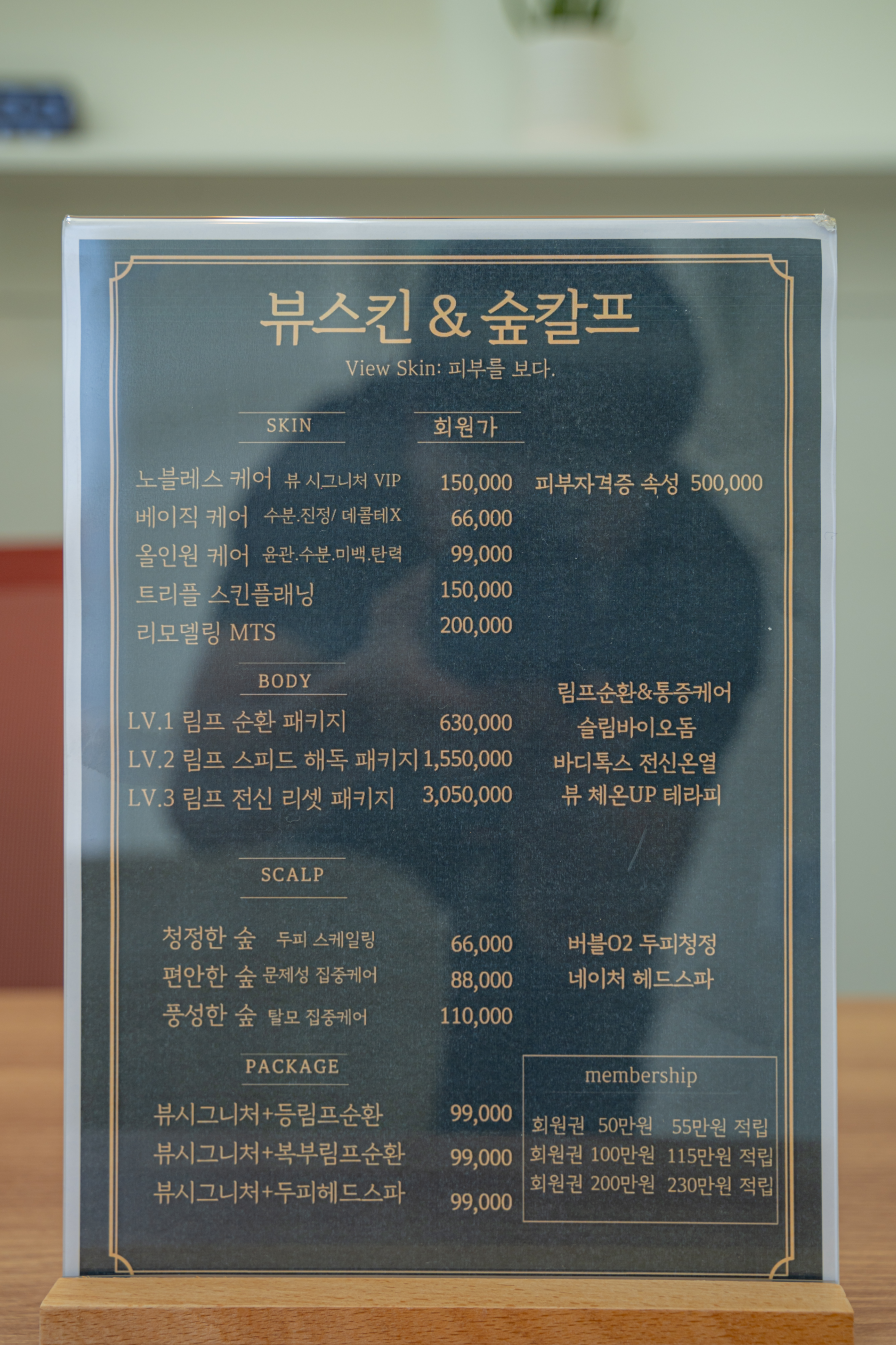 뷰스킨 & 숲칼프
View Skin: 피부를 보다.
SKIN 회원가
노블레스 케어 뷰 시그니처 VIP 150,000 피부자격증 속성 500,000
베이직 케어 수분.진정/ 데콜테X 66,000
올인원 케어 윤관.수분.미백.탄력 99,000
트리플 스킨플래닝 150,000
리모델링 MTS 200,000
BODY
림프순환&통증케어
LV.1 림프 순환 패키지 630,000
슬림바이오돔
LV.2 림프 스피드 해독 패키지 1,550,000
바디톡스 전신온열
LV.3 림프 전신 리셋 패키지 3,050,000
뷰 체온UP 테라피
SCALP
청정한 숲 두피 스케일링 66,000 버블O2 두피청정
편안한 숲 문제성 집중케어 88,000 네이처 헤드스파
풍성한 숲 탈모 집중케어 110,000
PACKAGE
뷰시그니처+등림프순환 99,000
뷰시그니처+복부림프순환 99,000
뷰시그니처+두피헤드스파 99,000
membership
회원권 50만원 55만원 적립
회원권 100만원 115만원 적립
회원권 200만원 230만원 적립